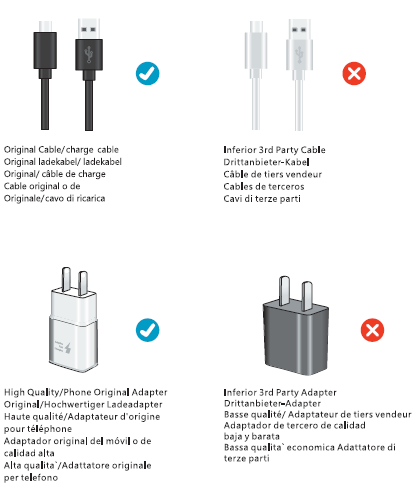 Original Cable/charge cable
Original ladekabel/ ladekabel
Original/ câble de charge
Cable original o de
Originale/cavo di ricarica
Inferior 3rd Party Cable
Drittanbieter-Kabel
Câble de tiers vendeur
Cables de terceros
Cavi di terze parti
High Quality/Phone Original Adapter
Original/Hochwertiger Ladeadapter
Haute qualité/Adaptateur d'origine
pour téléphone
Adaptador original del móvil o de
calidad alta
Alta qualita`/Adattatore originale
per telefono
Inferior 3rd Party Adapter
Drittanbieter-Adapter
Basse qualité/ Adaptateur de tiers vendeur
Adaptador de tercero de calidad
baja y barata
Bassa qualita` economica Adattatore di
terze parti